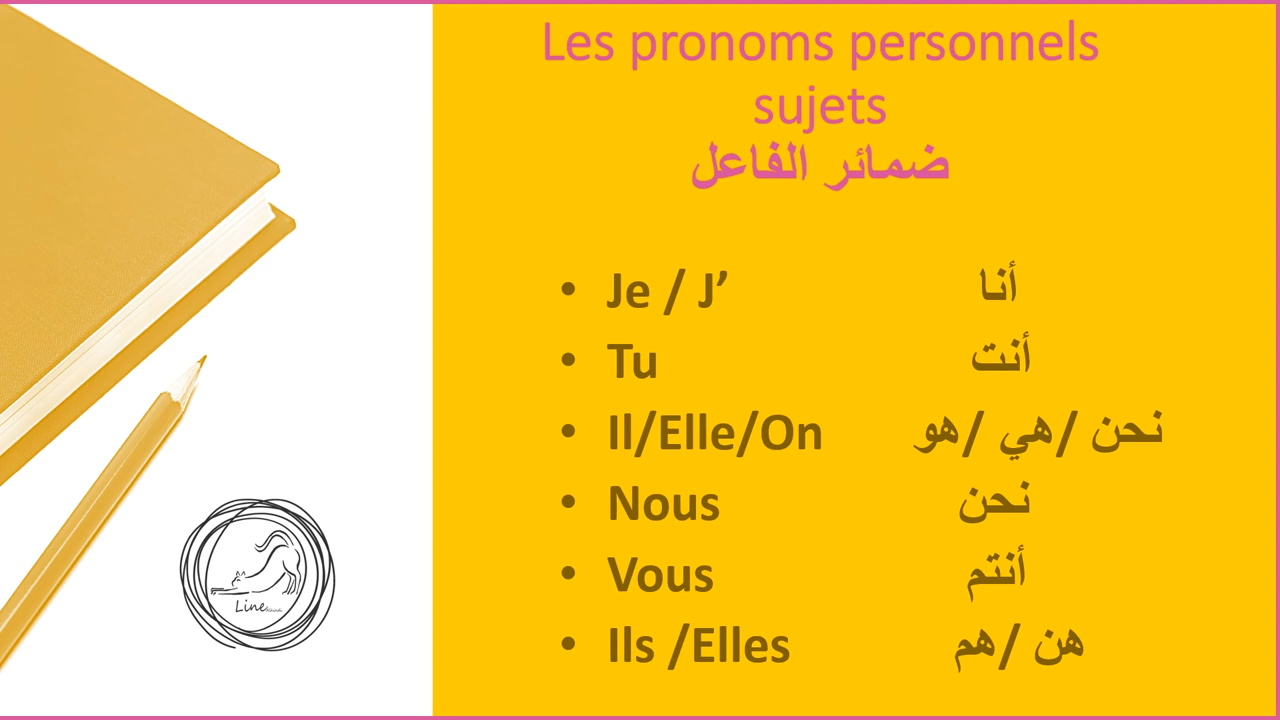 Les pronoms personnels
sujets
ضمائر الفاعل
• Je / J’ أنا
• Tu أنت
• Il/Elle/On نحن /هي /هو
• Nous نحن
• Vous أنتم
• Ils /Elles هن /هم
Line